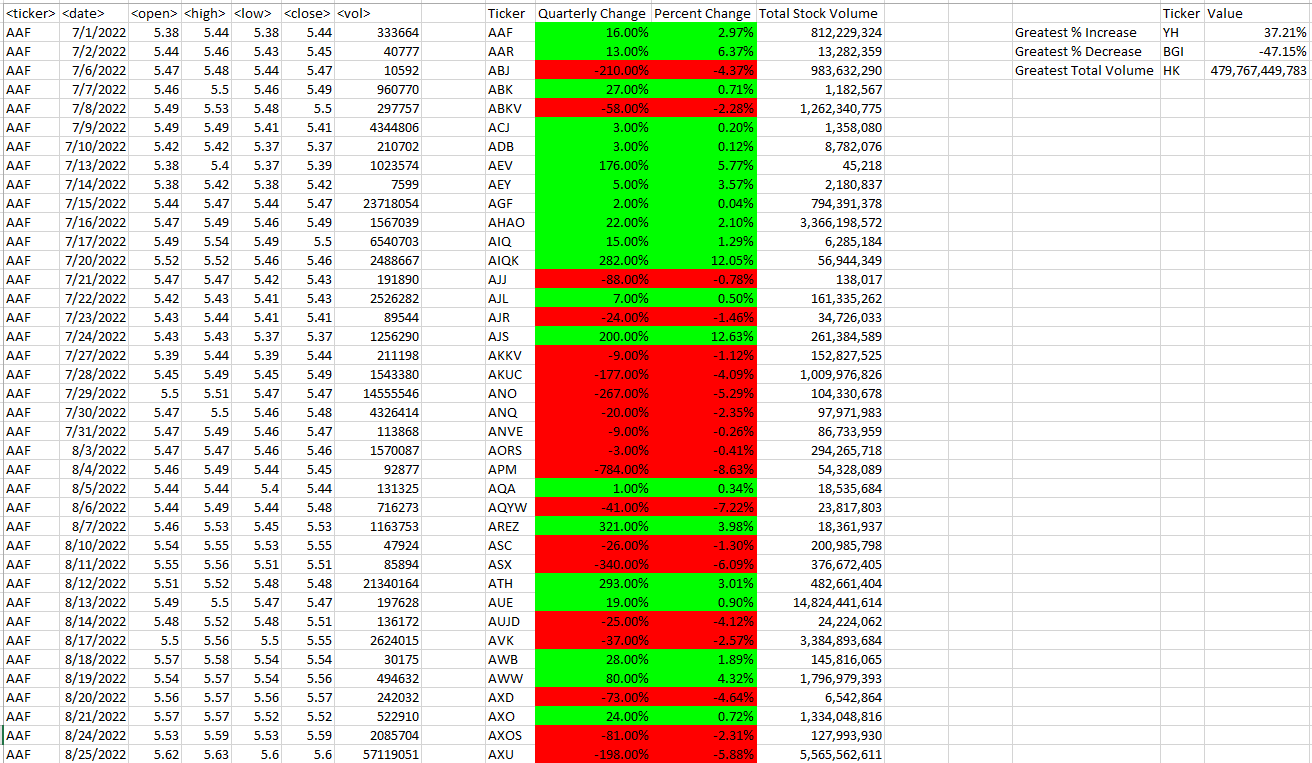 <ticker> <date> <open> <high> <low> <close> <vol> Ticker Quarterly Change Percent Change Total Stock Volume Ticker Value
AAF 7/1/2022 5.38 5.44 5.38 5.44 333664 AAF 16.00% 2.97% 812,229,324 Greatest % Increase YH 37.21%
AAF 7/2/2022 5.44 5.46 5.43 5.45 40777 AAR 13.00% 6.37% 13,282,359 Greatest % Decrease BGI -47.15%
AAF 7/6/2022 5.47 5.48 5.44 5.47 10592 ABJ -210.00% -4.37% 983,632,290 Greatest Total Volume HK 479,767,449,783
AAF 7/7/2022 5.46 5.5 5.46 5.49 960770 ABK 27.00% 0.71% 1,182,567
AAF 7/8/2022 5.49 5.53 5.48 5.5 297757 ABKV -58.00% -2.28% 1,262,340,775
AAF 7/9/2022 5.49 5.49 5.41 5.41 4344806 ACJ 3.00% 0.20% 1,358,080
AAF 7/10/2022 5.42 5.42 5.37 5.37 210702 ADB 3.00% 0.12% 8,782,076
AAF 7/13/2022 5.38 5.4 5.37 5.39 1023574 AEV 176.00% 5.77% 45,218
AAF 7/14/2022 5.38 5.42 5.38 5.42 7599 AEY 5.00% 3.57% 2,180,837
AAF 7/15/2022 5.44 5.47 5.44 5.47 23718054 AGF 2.00% 0.04% 794,391,378
AAF 7/16/2022 5.47 5.49 5.46 5.49 1567039 AHAO 22.00% 2.10% 3,366,198,572
AAF 7/17/2022 5.49 5.54 5.49 5.5 6540703 AIQ 15.00% 1.29% 6,285,184
AAF 7/20/2022 5.52 5.52 5.46 5.46 2488667 AIQK 282.00% 12.05% 56,944,349
AAF 7/21/2022 5.47 5.47 5.42 5.43 191890 AJJ -88.00% -0.78% 138,017
AAF 7/22/2022 5.42 5.43 5.41 5.43 2526282 AJL 7.00% 0.50% 161,335,262
AAF 7/23/2022 5.43 5.44 5.41 5.41 89544 AJR -24.00% -1.46% 34,726,033
AAF 7/24/2022 5.43 5.43 5.37 5.37 1256290 AJS 200.00% 12.63% 261,384,589
AAF 7/27/2022 5.39 5.44 5.39 5.44 211198 AKKV -9.00% -1.12% 152,827,525
AAF 7/28/2022 5.45 5.49 5.45 5.49 1543380 AKUC -177.00% -4.09% 1,009,976,826
AAF 7/29/2022 5.5 5.51 5.47 5.47 14555546 ANO -267.00% -5.29% 104,330,678
AAF 7/30/2022 5.47 5.5 5.46 5.48 4326414 ANQ -20.00% -2.35% 97,971,983
AAF 7/31/2022 5.47 5.49 5.46 5.47 113868 ANVE -9.00% -0.26% 86,733,959
AAF 8/3/2022 5.47 5.47 5.46 5.46 1570087 AORS -3.00% -0.41% 294,265,718
AAF 8/4/2022 5.46 5.49 5.44 5.45 92877 APM -784.00% -8.63% 54,328,089
AAF 8/5/2022 5.44 5.44 5.4 5.44 131325 AQA 1.00% 0.34% 18,535,684
AAF 8/6/2022 5.44 5.49 5.44 5.48 716273 AQYW -41.00% -7.22% 23,817,803
AAF 8/7/2022 5.46 5.53 5.45 5.53 1163753 AREZ 321.00% 3.98% 18,361,937
AAF 8/10/2022 5.54 5.55 5.53 5.55 47924 ASC -26.00% -1.30% 200,985,798
AAF 8/11/2022 5.55 5.56 5.51 5.51 85894 ASX -340.00% -6.09% 376,672,405
AAF 8/12/2022 5.51 5.52 5.48 5.48 21340164 ATH 293.00% 3.01% 482,661,404
AAF 8/13/2022 5.49 5.5 5.47 5.47 197628 AUE 19.00% 0.90% 14,824,441,614
AAF 8/14/2022 5.48 5.52 5.48 5.51 136172 AUJD -25.00% -4.12% 24,224,062
AAF 8/17/2022 5.5 5.56 5.5 5.55 2624015 AVK -37.00% -2.57% 3,384,893,684
AAF 8/18/2022 5.57 5.58 5.54 5.54 30175 AWB 28.00% 1.89% 145,816,065
AAF 8/19/2022 5.54 5.57 5.54 5.56 494632 AWW 80.00% 4.32% 1,796,979,393
AAF 8/20/2022 5.56 5.57 5.56 5.57 242032 AXD -73.00% -4.64% 6,542,864
AAF 8/21/2022 5.57 5.57 5.52 5.52 522910 AXO 24.00% 0.72% 1,334,048,816
AAF 8/24/2022 5.53 5.59 5.53 5.59 2085704 AXOS -81.00% -2.31% 127,993,930
AAF 8/25/2022 5.62 5.63 5.6 5.6 57119051 AXU -198.00% -5.88% 5,565,562,611